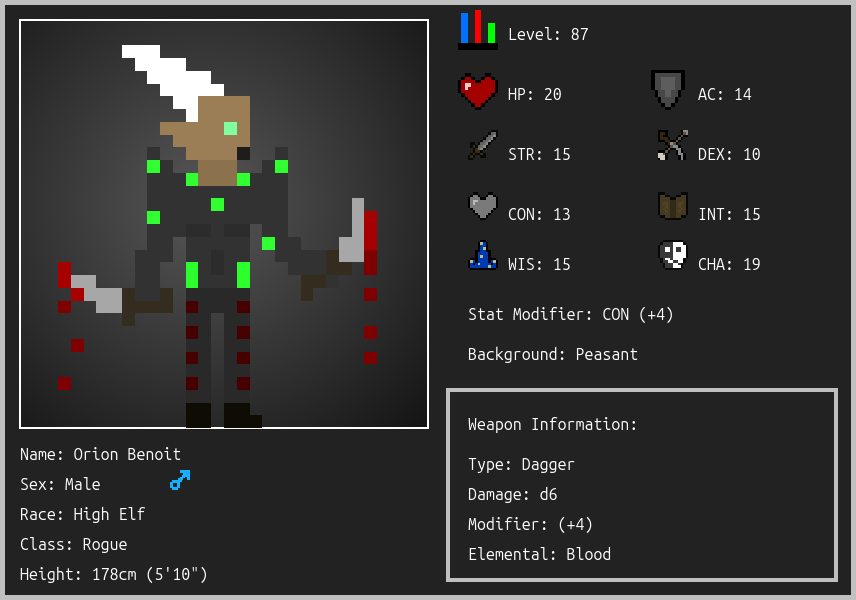 Level: 87
HP: 20
AC: 14
STR: 15
DEX: 10
CON: 13
INT: 15
WIS: 15
CHA: 19
Stat Modifier: CON (+4)
Background: Peasant
Weapon Information:
Type: Dagger
Damage: d6
Modifier: (+4)
Elemental: Blood
Name: Orion Benoit
Sex: Male
Race: High Elf
Class: Rogue
Height: 178cm (5'10")